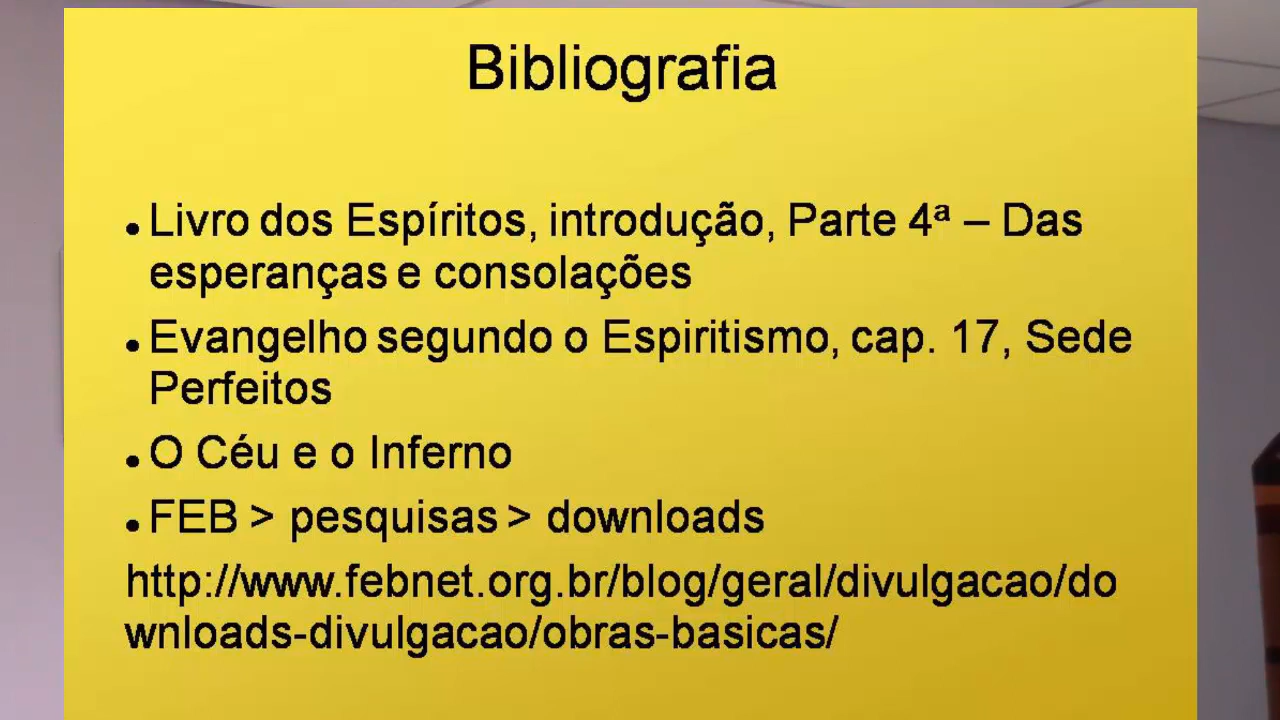 Bibliografia
• Livro dos Espíritos, introdução, Parte 4ª – Das
esperanças e consolações
• Evangelho segundo o Espiritismo, cap. 17, Sede
Perfeitos
• O Céu e o Inferno
• FEB > pesquisas > downloads
http://www.febnet.org.br/blog/geral/divulgacao/do
wnloads-divulgacao/obras-basicas/